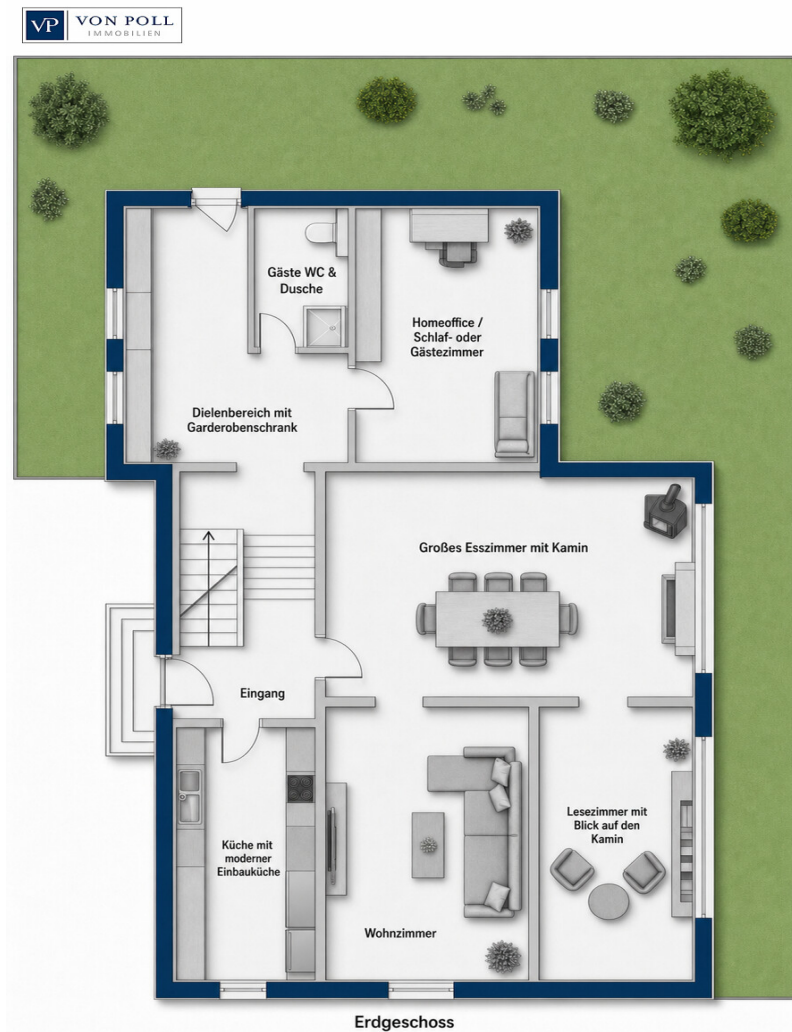 VP VON POLL
IMMOBILIEN
Gäste WC &
Dusche
Homeoffice /
Schlaf- oder
Gästezimmer
Dielenbereich mit
Garderobenschrank
Großes Esszimmer mit Kamin
Eingang
Lesezimmer mit
Blick auf den
Kamin
Küche mit
moderner
Einbauküche
Wohnzimmer
Erdgeschoss